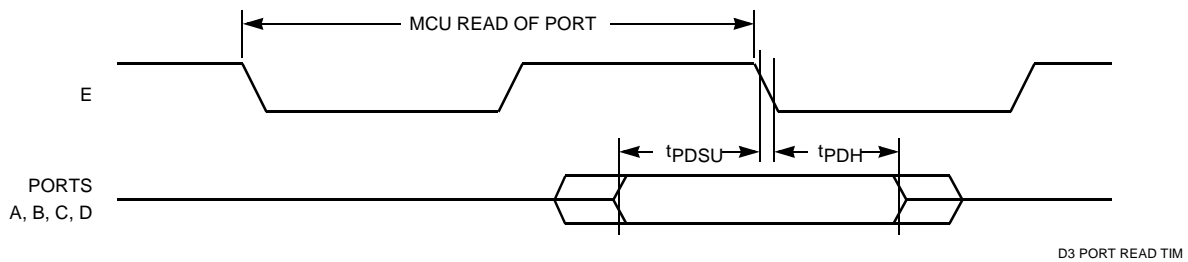 MCU READ OF PORT
E
tPDSU
tPDH
PORTS
A, B, C, D
D3 PORT READ TIM